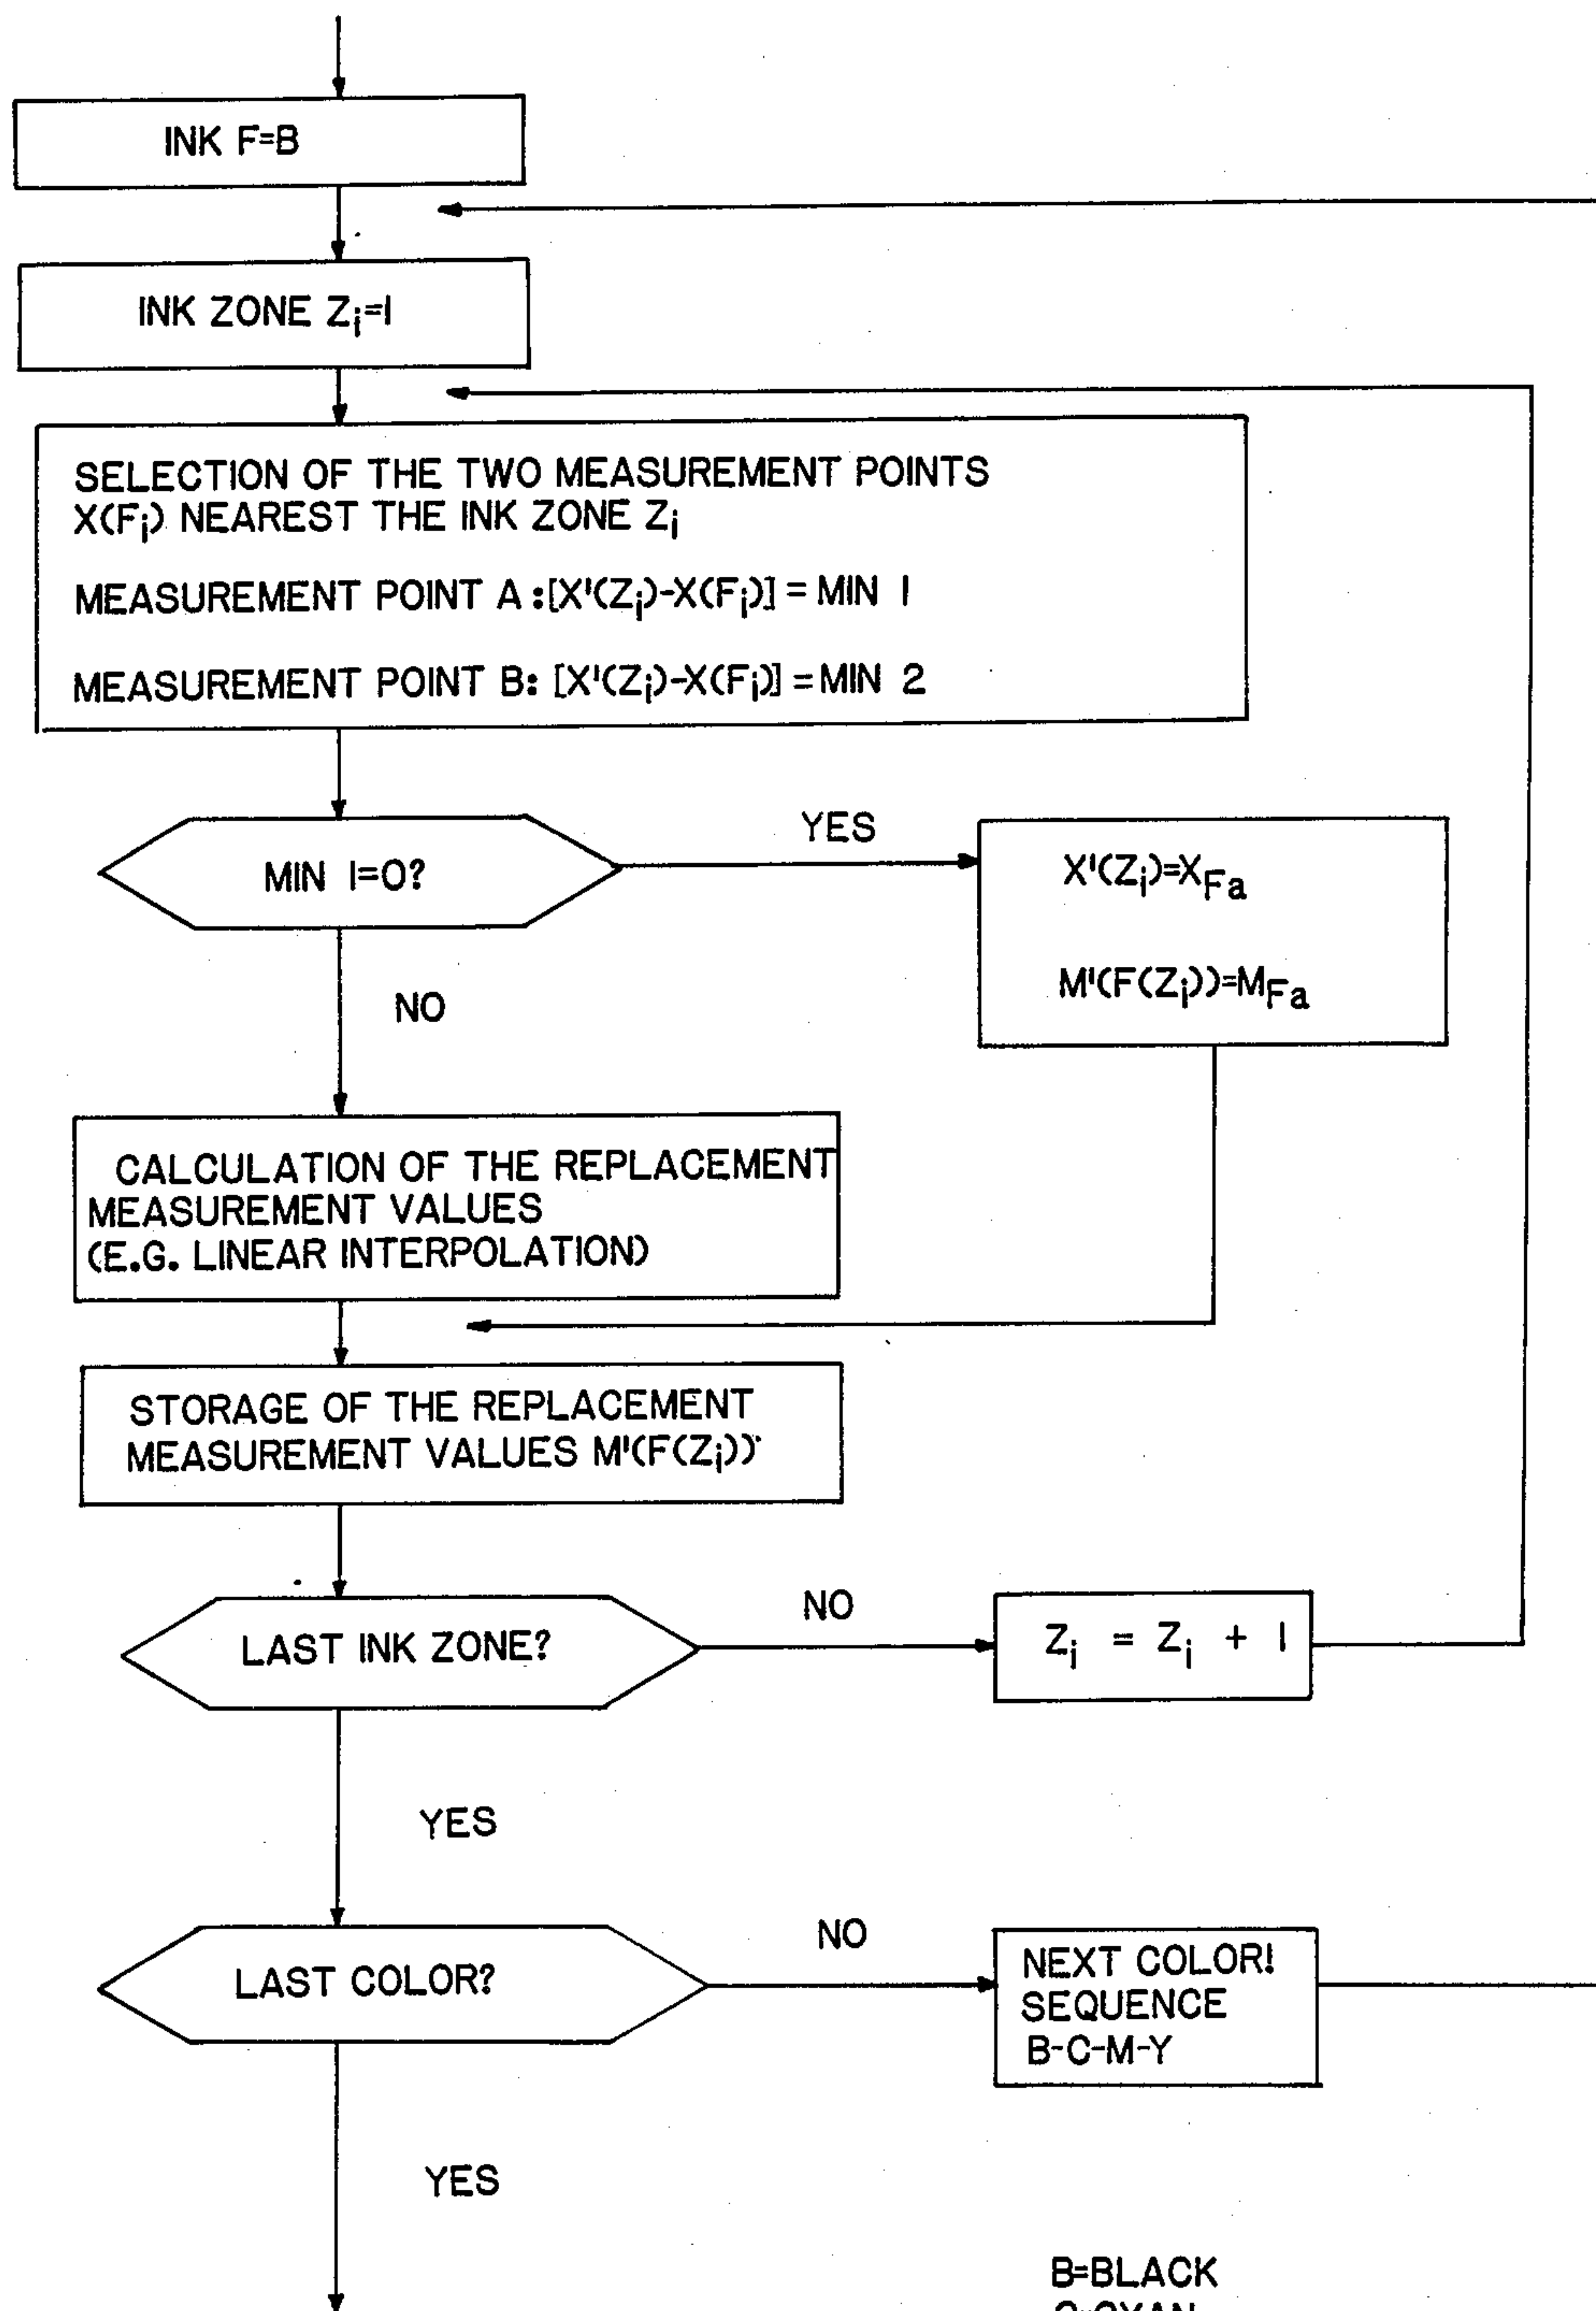 INK F=B
INK ZONE Zi=1
SELECTION OF THE TWO MEASUREMENT POINTS
X(Fi) NEAREST THE INK ZONE Zi
MEASUREMENT POINT A :[X'(Zi)-X(Fi)] = MIN 1
MEASUREMENT POINT B: [X'(Zi)-X(Fi)] = MIN 2
MIN 1=0?
YES
X'(Zi)=XFa
M'(F(Zi))=MFa
NO
CALCULATION OF THE REPLACEMENT
MEASUREMENT VALUES
(E.G. LINEAR INTERPOLATION)
STORAGE OF THE REPLACEMENT
MEASUREMENT VALUES M'(F(Zi))
LAST INK ZONE?
NO
Zi = Zi + 1
YES
LAST COLOR?
NO
NEXT COLOR!
SEQUENCE
B-C-M-Y
YES
B=BLACK
C=CYAN